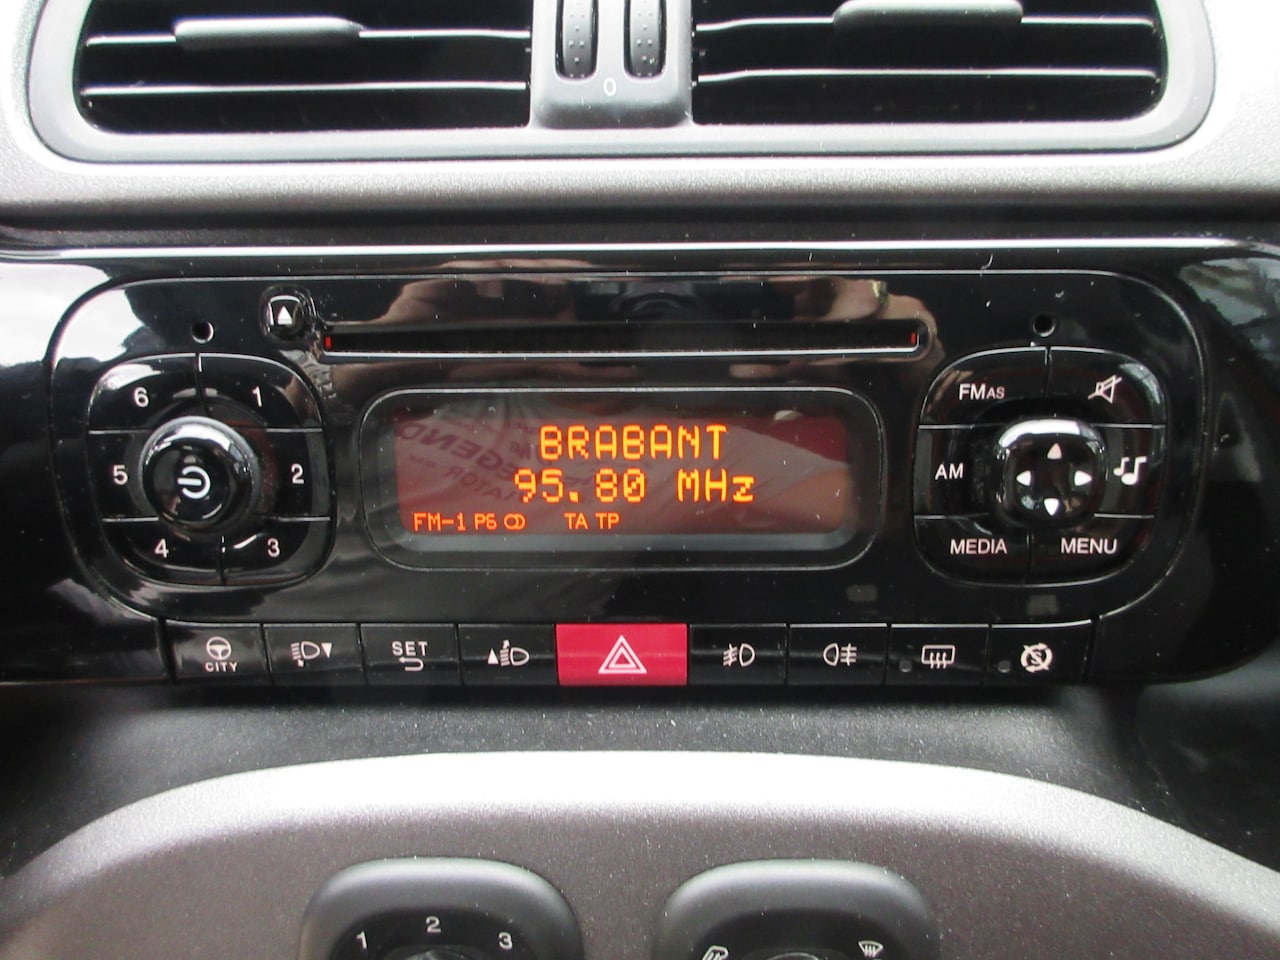 0
6 1
FMAS
BRABANT
5 2
AM
95.80 MHz
FM-1 P6 TA TP
4 3
MEDIA MENU
CITY
SET
S
1 2 3